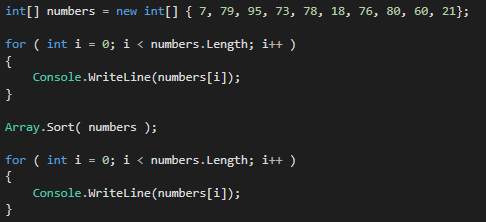 int[] numbers = new int[] { 7, 79, 95, 73, 78, 18, 76, 80, 60, 21};
for ( int i = 0; i < numbers.Length; i++ )
{
    Console.WriteLine(numbers[i]);
}
Array.Sort( numbers );
for ( int i = 0; i < numbers.Length; i++ )
{
    Console.WriteLine(numbers[i]);
}